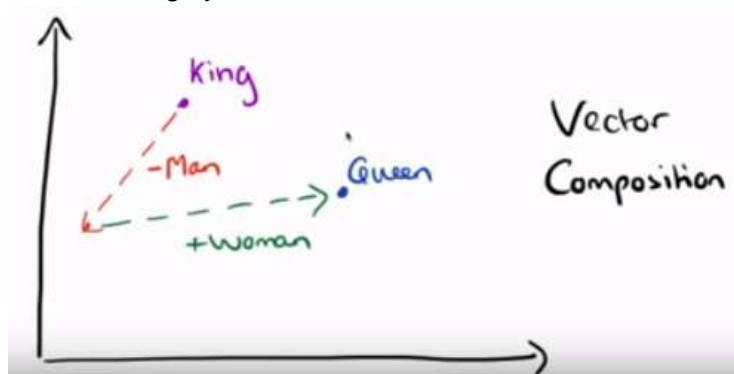 King
-Man
Queen
+Woman
Vector
Composition